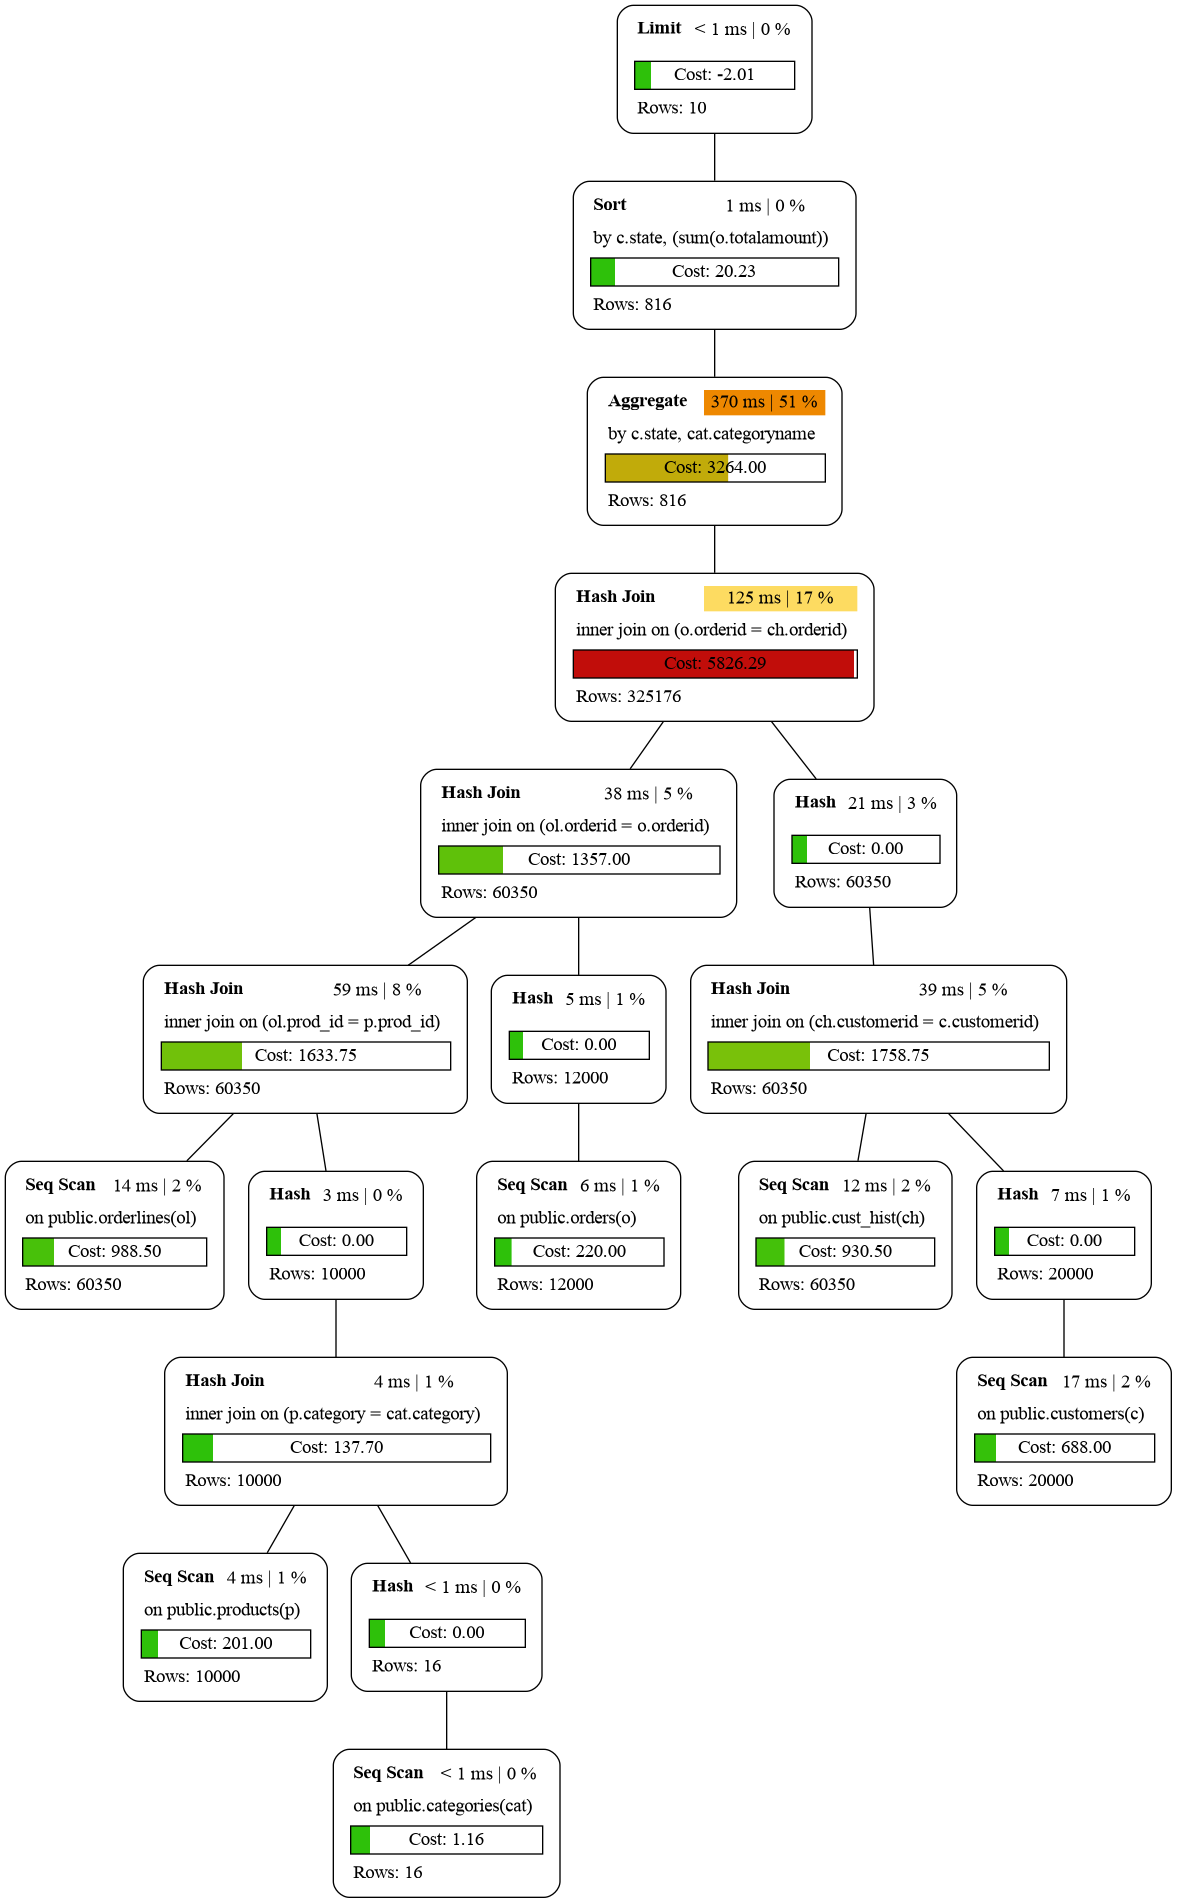 Limit < 1 ms | 0 %
Cost: -2.01
Rows: 10
Sort 1 ms | 0 %
by c.state, (sum(o.totalamount))
Cost: 20.23
Rows: 816
Aggregate 370 ms | 51 %
by c.state, cat.categoryname
Cost: 3264.00
Rows: 816
Hash Join 125 ms | 17 %
inner join on (o.orderid = ch.orderid)
Cost: 5826.29
Rows: 325176
Hash Join 38 ms | 5 %
inner join on (ol.orderid = o.orderid)
Cost: 1357.00
Rows: 60350
Hash 21 ms | 3 %
Cost: 0.00
Rows: 60350
Hash Join 59 ms | 8 %
inner join on (ol.prod_id = p.prod_id)
Cost: 1633.75
Rows: 60350
Hash 5 ms | 1 %
Cost: 0.00
Rows: 12000
Hash Join 39 ms | 5 %
inner join on (ch.customerid = c.customerid)
Cost: 1758.75
Rows: 60350
Seq Scan 14 ms | 2 %
on public.orderlines(ol)
Cost: 988.50
Rows: 60350
Hash 3 ms | 0 %
Cost: 0.00
Rows: 10000
Seq Scan 6 ms | 1 %
on public.orders(o)
Cost: 220.00
Rows: 12000
Seq Scan 12 ms | 2 %
on public.cust_hist(ch)
Cost: 930.50
Rows: 60350
Hash 7 ms | 1 %
Cost: 0.00
Rows: 20000
Hash Join 4 ms | 1 %
inner join on (p.category = cat.category)
Cost: 137.70
Rows: 10000
Seq Scan 17 ms | 2 %
on public.customers(c)
Cost: 688.00
Rows: 20000
Seq Scan 4 ms | 1 %
on public.products(p)
Cost: 201.00
Rows: 10000
Hash < 1 ms | 0 %
Cost: 0.00
Rows: 16
Seq Scan < 1 ms | 0 %
on public.categories(cat)
Cost: 1.16
Rows: 16